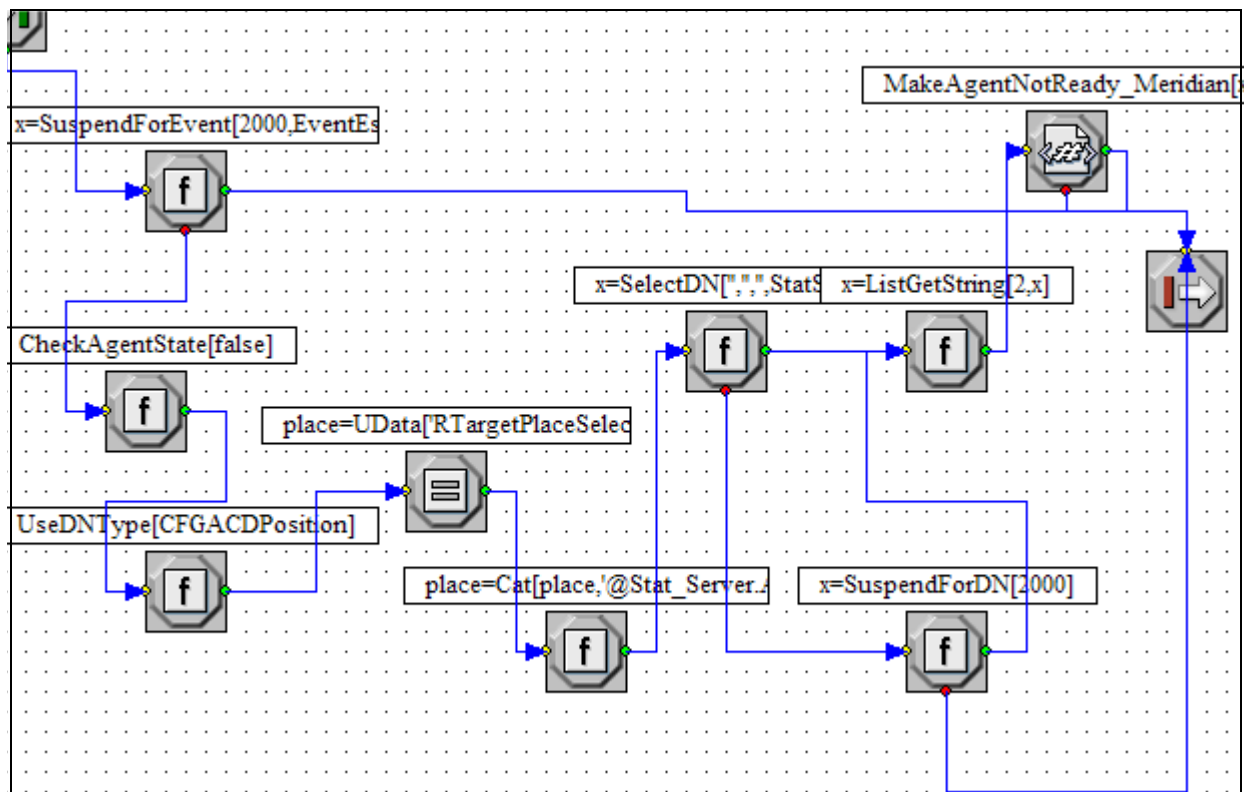 MakeAgentNotReady_Meridian[x
x=SuspendForEvent[2000,EventEs
f
x=SelectDN['','','',StatS
x=ListGetString[2,x]
CheckAgentState[false]
f
f
f
place=UData['RTargetPlaceSelec
UseDNType[CFGACDPosition]
f
place=Cat[place,'@Stat_Server.A
x=SuspendForDN[2000]
f
f